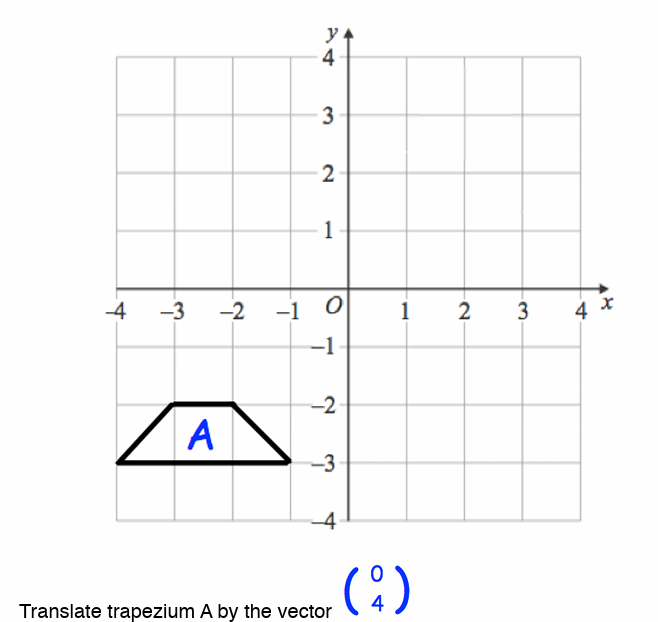 y
4
3
2
1
–4 –3 –2 –1 O 1 2 3 4 x
–1
–2
A
–3
–4
0
Translate trapezium A by the vector ( 4 )